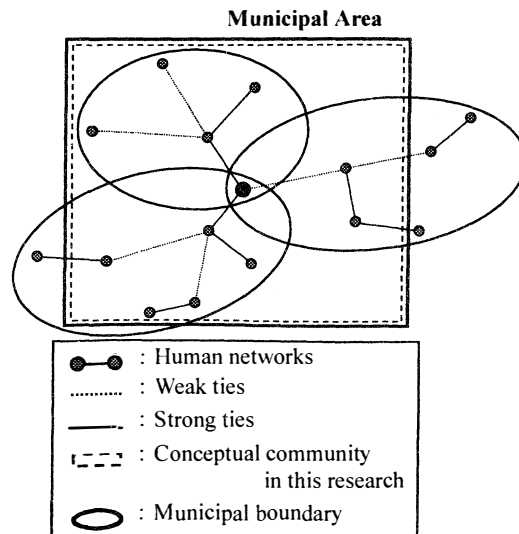 Municipal Area
: Human networks
: Weak ties
: Strong ties
: Conceptual community
in this research
: Municipal boundary